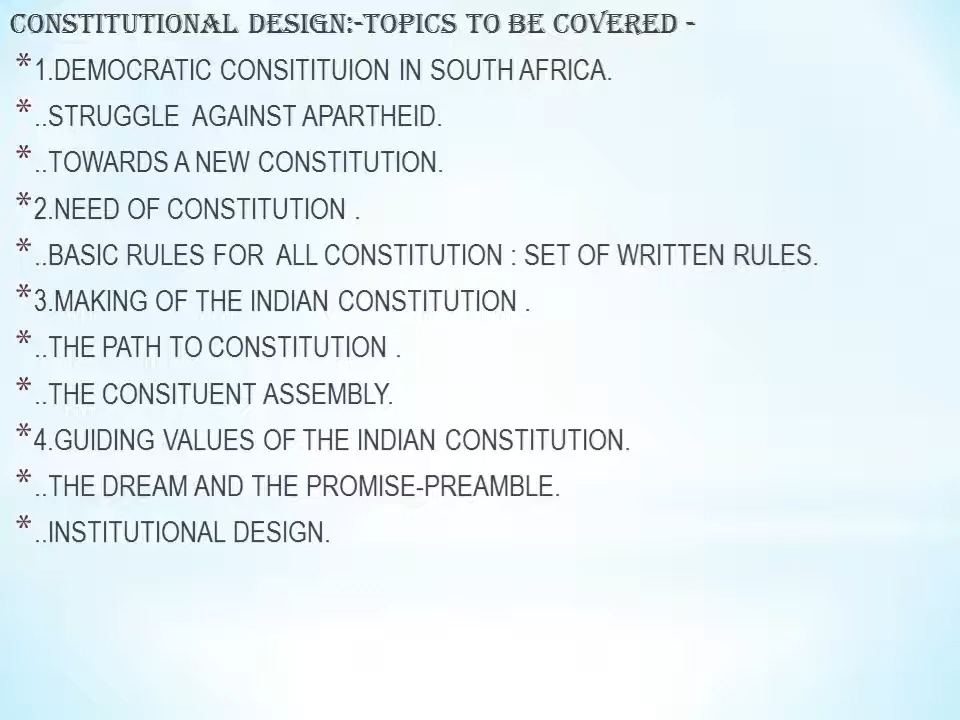 CONSTITUTIONAL DESIGN:-TOPICS TO BE COVERED -
* 1.DEMOCRATIC CONSITITUION IN SOUTH AFRICA.
* ..STRUGGLE AGAINST APARTHEID.
* ..TOWARDS A NEW CONSTITUTION.
* 2.NEED OF CONSTITUTION .
* ..BASIC RULES FOR ALL CONSTITUTION : SET OF WRITTEN RULES.
* 3.MAKING OF THE INDIAN CONSTITUTION .
* ..THE PATH TO CONSTITUTION .
* ..THE CONSITUENT ASSEMBLY.
* 4.GUIDING VALUES OF THE INDIAN CONSTITUTION.
* ..THE DREAM AND THE PROMISE-PREAMBLE.
* ..INSTITUTIONAL DESIGN.